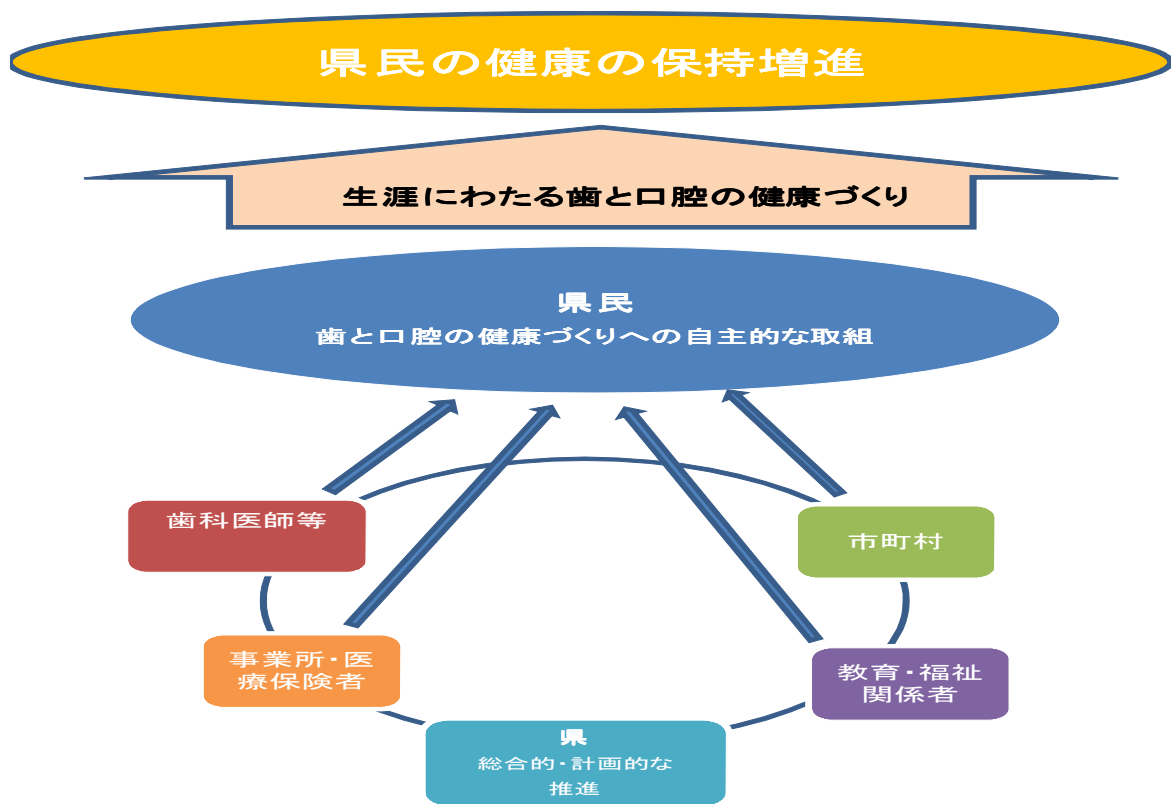 県民の健康の保持増進
生涯にわたる歯と口腔の健康づくり
県民
歯と口腔の健康づくりへの自主的な取組
歯科医師等
市町村
事業所・医
療保険者
教育・福祉
関係者
県
総合的・計画的な
推進